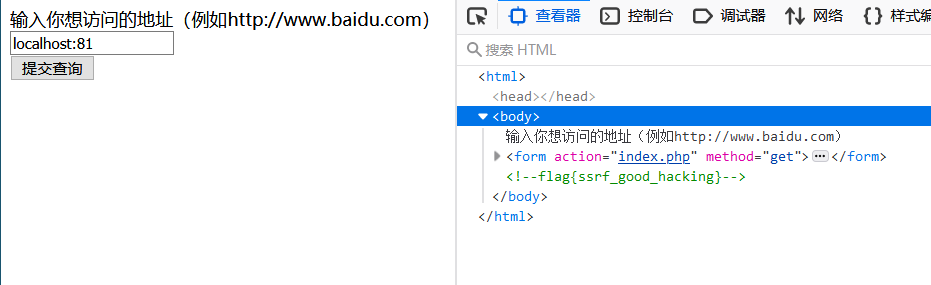 输入你想访问的地址（例如http://www.baidu.com）
localhost:81
提交查询
查看器 控制台 调试器 网络 样式编
搜索 HTML
<html>
<head></head>
<body>
输入你想访问的地址（例如http://www.baidu.com）
<form action="index.php" method="get">⋯</form>
<!--flag{ssrf_good_hacking}-->
</body>
</html>